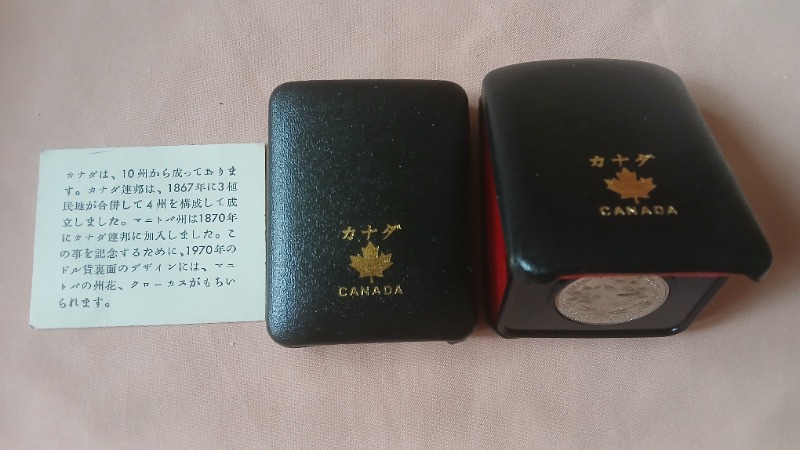 カナダは、10州から成っておりま
す。カナダ連邦は、1867年に3植
民地が合併して4州を構成して成
立しました。マニトバ州は1870年
にカナダ連邦に加入しました。こ
の事を記念するために、1970年の
ドル貨裏面のデザインには、マニ
トバの州花、クローカスがもちい
られます。
カナダ
CANADA
カナダ
CANADA